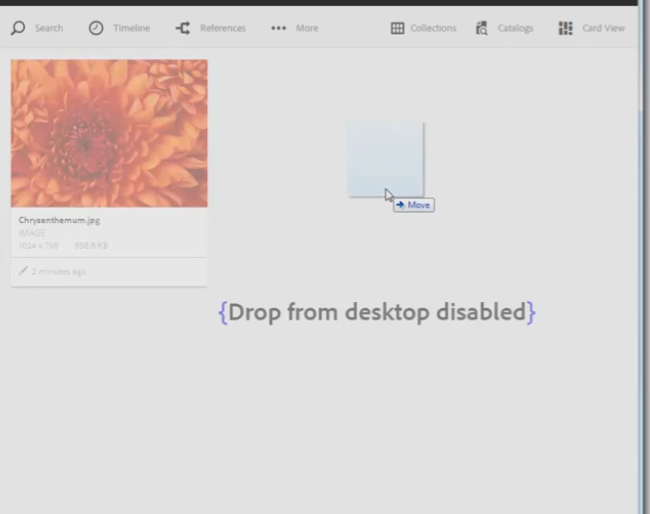 Search Timeline References More Collections Catalogs Card View
Move
Chrysanthemum.jpg
IMAGE
1024 x 768 858.8 KB
2 minutes ago
{Drop from desktop disabled}